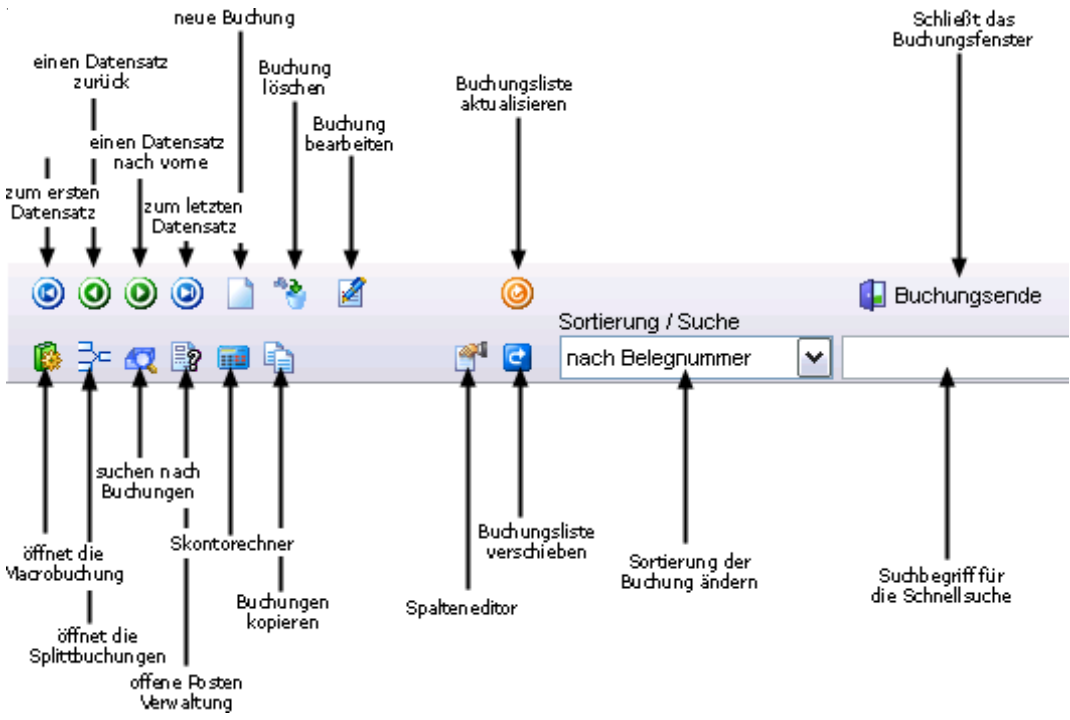 neue Buchung
Schließt das
Buchungsfenster
einen Datensatz
zurück
Buchung
löschen
Buchungsliste
aktualisieren
Buchung
bearbeiten
einen Datensatz
nach vorne
zum ersten
Datensatz
zum letzten
Datensatz
Buchungsende
Sortierung / Suche
nach Belegnummer
suchen nach
Buchungen
Skontorechner
Buchungsliste
verschieben
öffnet die
Macrobuchung
Sortierung der
Buchung ändern
Suchbegriff für
die Schnellsuche
Buchungen
kopieren
Spalteneditor
öffnet die
Splittbuchungen
offene Posten
Verwaltung